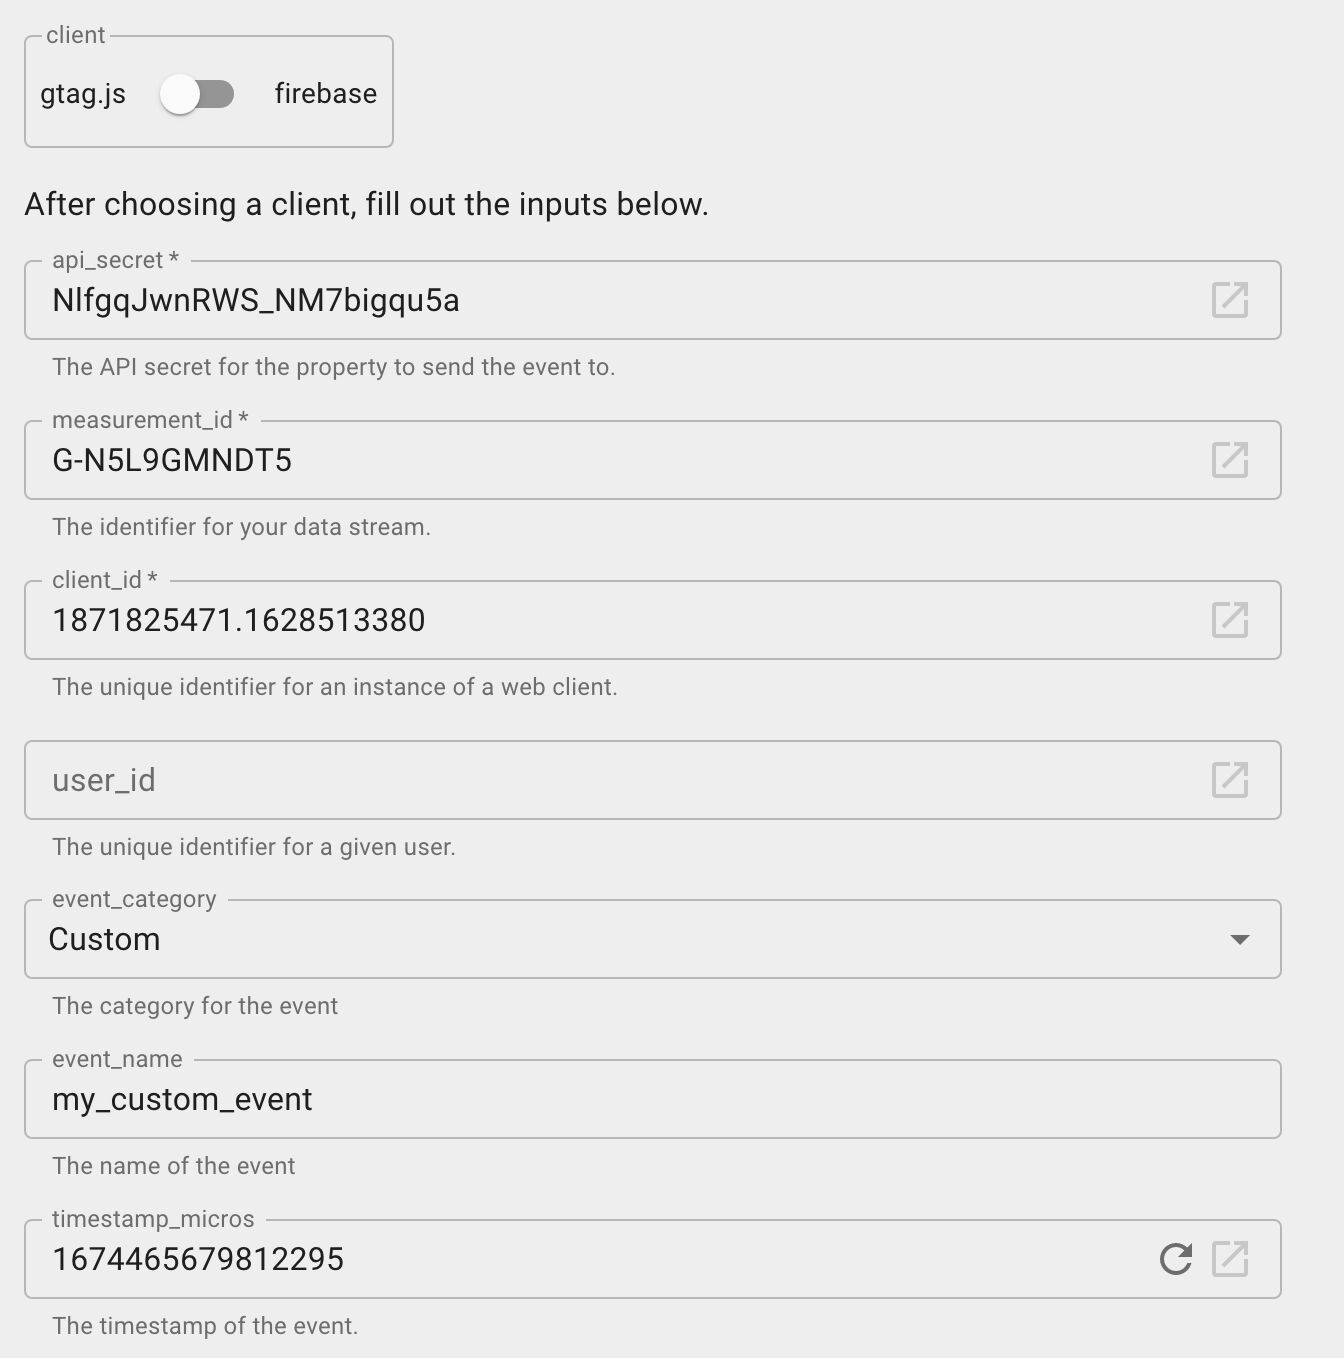 client
gtag.js firebase
After choosing a client, fill out the inputs below.
api_secret *
NlfgqJwnRWS_NM7bigqu5a
The API secret for the property to send the event to.
measurement_id *
G-N5L9GMNDT5
The identifier for your data stream.
client_id *
1871825471.1628513380
The unique identifier for an instance of a web client.
user_id
The unique identifier for a given user.
event_category
Custom
The category for the event
event_name
my_custom_event
The name of the event
timestamp_micros
1674465679812295
The timestamp of the event.